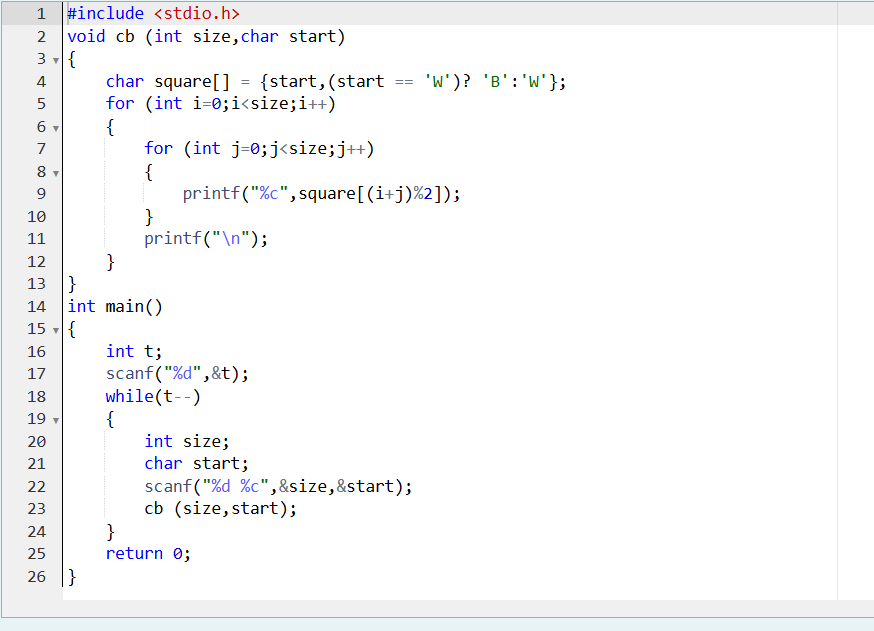 1 #include <stdio.h>
2 void cb (int size,char start)
3 {
4     char square[] = {start,(start == 'W')? 'B':'W'};
5     for (int i=0;i<size;i++)
6     {
7         for (int j=0;j<size;j++)
8         {
9             printf("%c",square[(i+j)%2]);
10         }
11         printf("\n");
12     }
13 }
14 int main()
15 {
16     int t;
17     scanf("%d",&t);
18     while(t--)
19     {
20         int size;
21         char start;
22         scanf("%d %c",&size,&start);
23         cb (size,start);
24     }
25     return 0;
26 }